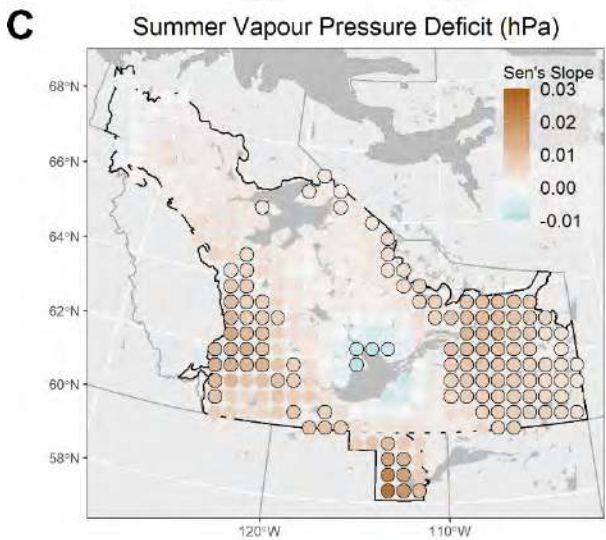 C
Summer Vapour Pressure Deficit (hPa)
Sen's Slope
0.03
0.02
0.01
0.00
-0.01
68°N
66°N
64°N
62°N
60°N
58°N
120°W
110°W